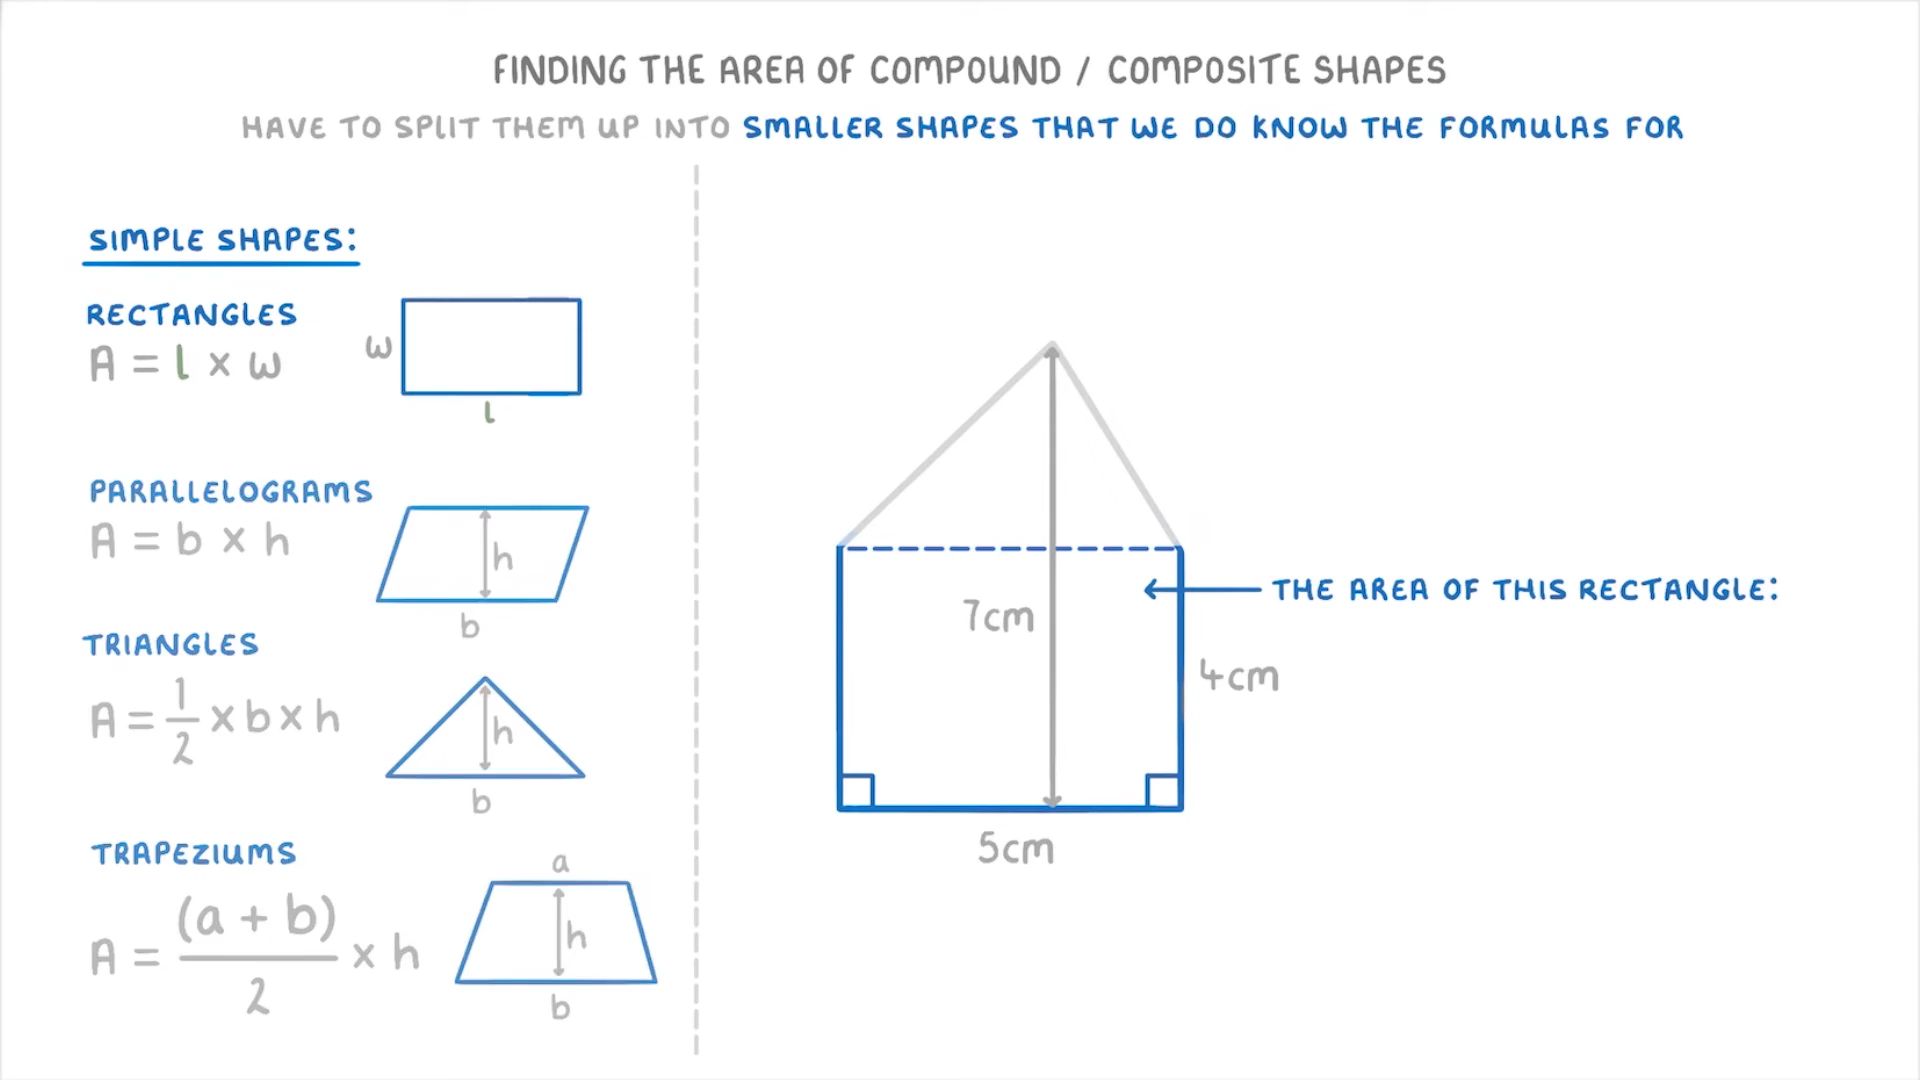 FINDING THE AREA OF COMPOUND / COMPOSITE SHAPES
HAVE TO SPLIT THEM UP INTO SMALLER SHAPES THAT WE DO KNOW THE FORMULAS FOR
SIMPLE SHAPES:
RECTANGLES
A = l x w
w
l
PARALLELOGRAMS
A = b x h
h
b
TRIANGLES
A = 1/2 x b x h
h
b
TRAPEZIUMS
A = (a + b)/2 x h
a
h
b
THE AREA OF THIS RECTANGLE:
7cm
4cm
5cm